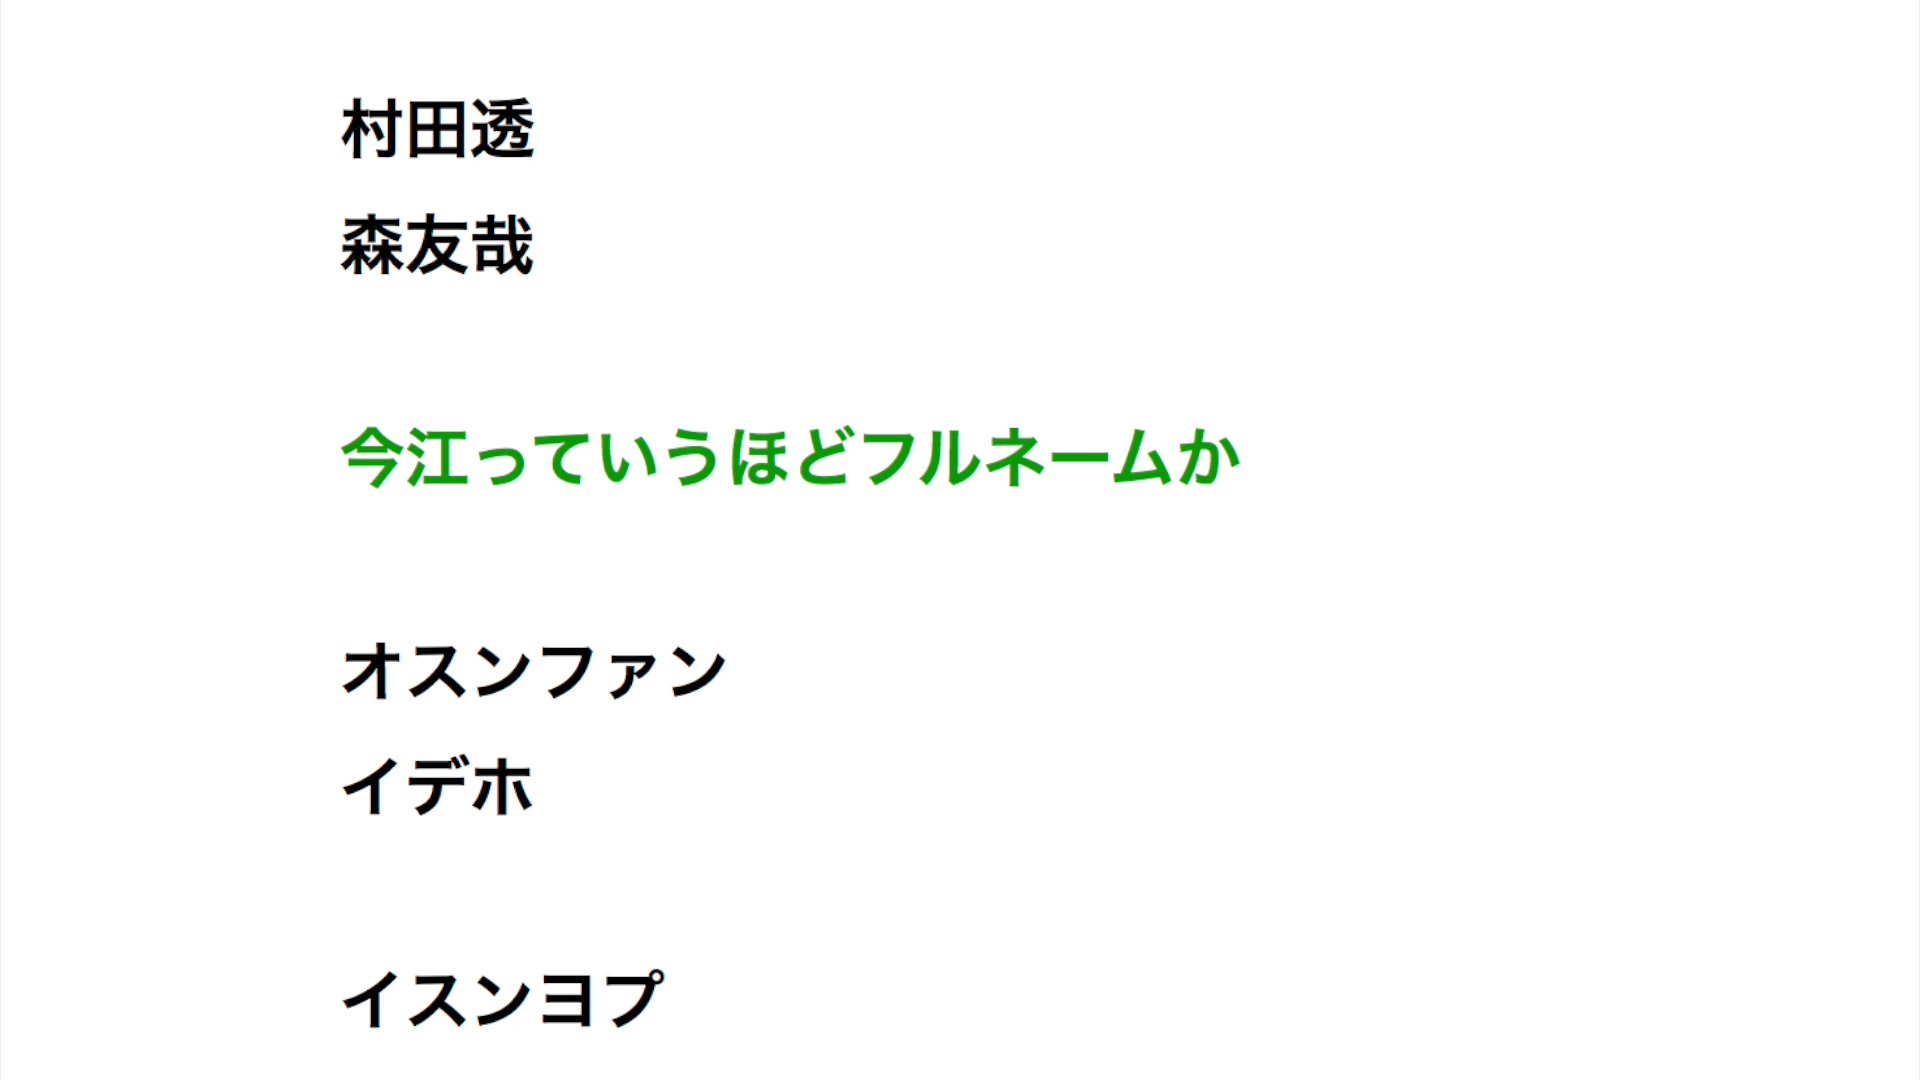 村田透
森友哉
今江っていうほどフルネームか
オスンファン
イデホ
イスンヨプ